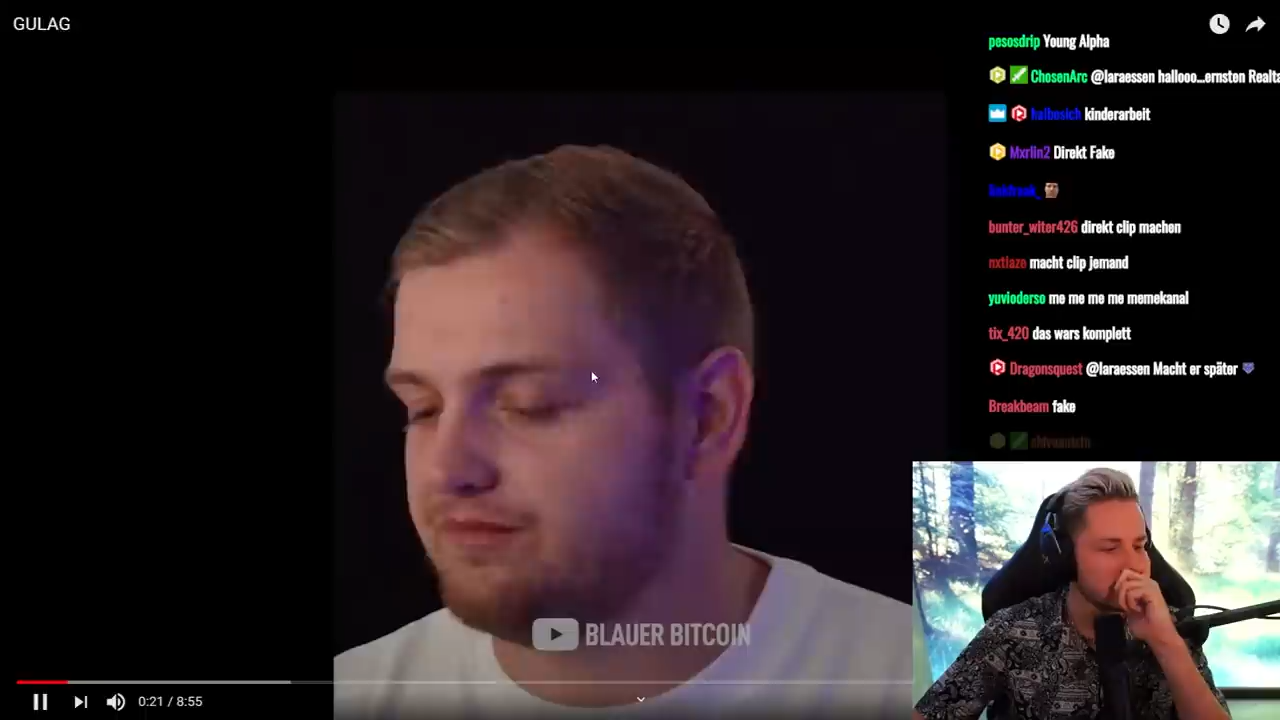 GULAG
pesosdrip Young Alpha
ChosenArc @laraessen hallooo...ernsten Realta
halbesich kinderarbeit
Mxrlin2 Direkt Fake
bunter_witer426 direkt clip machen
nxtlaze macht clip jemand
yuvioderso me me me me memekanal
tix_420 das wars komplett
Dragonsquest @laraessen Macht er später
Breakbeam fake
BLAUER BITCOIN
0:21 / 8:55